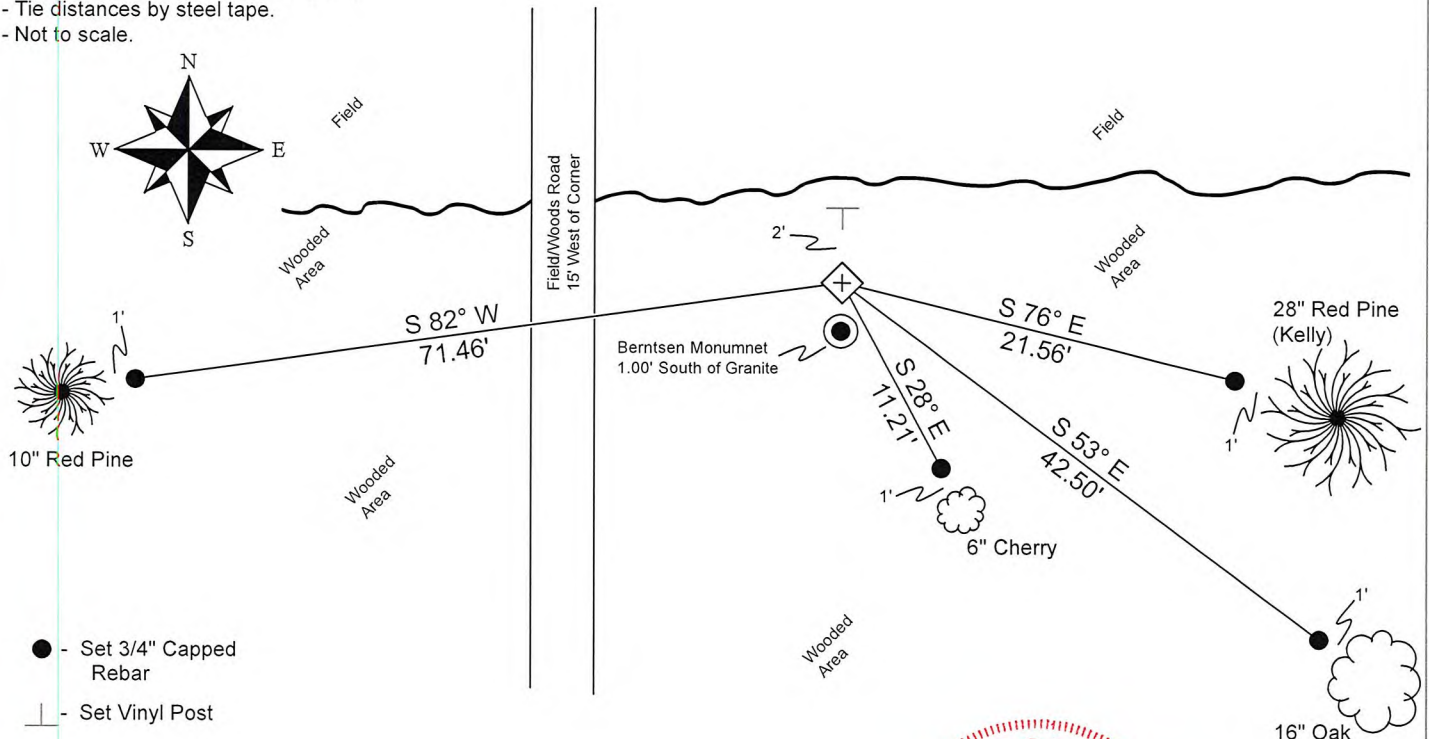 - Tie distances by steel tape.
- Not to scale.
N
W
E
S
Field
Field
Field/Woods Road
15' West of Corner
Wooded
Area
2'
Wooded
Area
1'
S 82° W
71.46'
S 76° E
21.56'
28" Red Pine
(Kelly)
Berntsen Monumnet
1.00' South of Granite
S 28° E
11.21'
1'
10" Red Pine
S 53° E
42.50'
Wooded
Area
1'
6" Cherry
1'
Wooded
Area
- Set 3/4" Capped
Rebar
- Set Vinyl Post
16" Oak